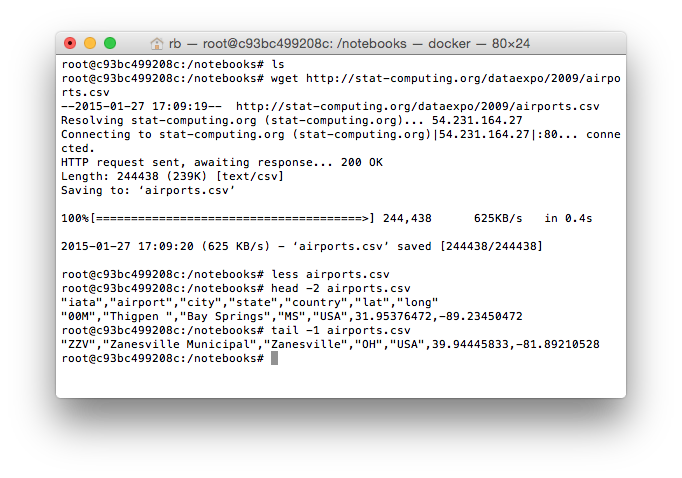 rb — root@c93bc499208c: /notebooks — docker — 80×24
root@c93bc499208c:/notebooks# ls
root@c93bc499208c:/notebooks# wget http://stat-computing.org/dataexpo/2009/airpo
rts.csv
--2015-01-27 17:09:19--  http://stat-computing.org/dataexpo/2009/airports.csv
Resolving stat-computing.org (stat-computing.org)... 54.231.164.27
Connecting to stat-computing.org (stat-computing.org)|54.231.164.27|:80... conne
cted.
HTTP request sent, awaiting response... 200 OK
Length: 244438 (239K) [text/csv]
Saving to: ‘airports.csv’
100%[======================================>] 244,438      625KB/s   in 0.4s
2015-01-27 17:09:20 (625 KB/s) - ‘airports.csv’ saved [244438/244438]
root@c93bc499208c:/notebooks# less airports.csv
root@c93bc499208c:/notebooks# head -2 airports.csv
"iata","airport","city","state","country","lat","long"
"00M","Thigpen ","Bay Springs","MS","USA",31.95376472,-89.23450472
root@c93bc499208c:/notebooks# tail -1 airports.csv
"ZZV","Zanesville Municipal","Zanesville","OH","USA",39.94445833,-81.89210528
root@c93bc499208c:/notebooks#